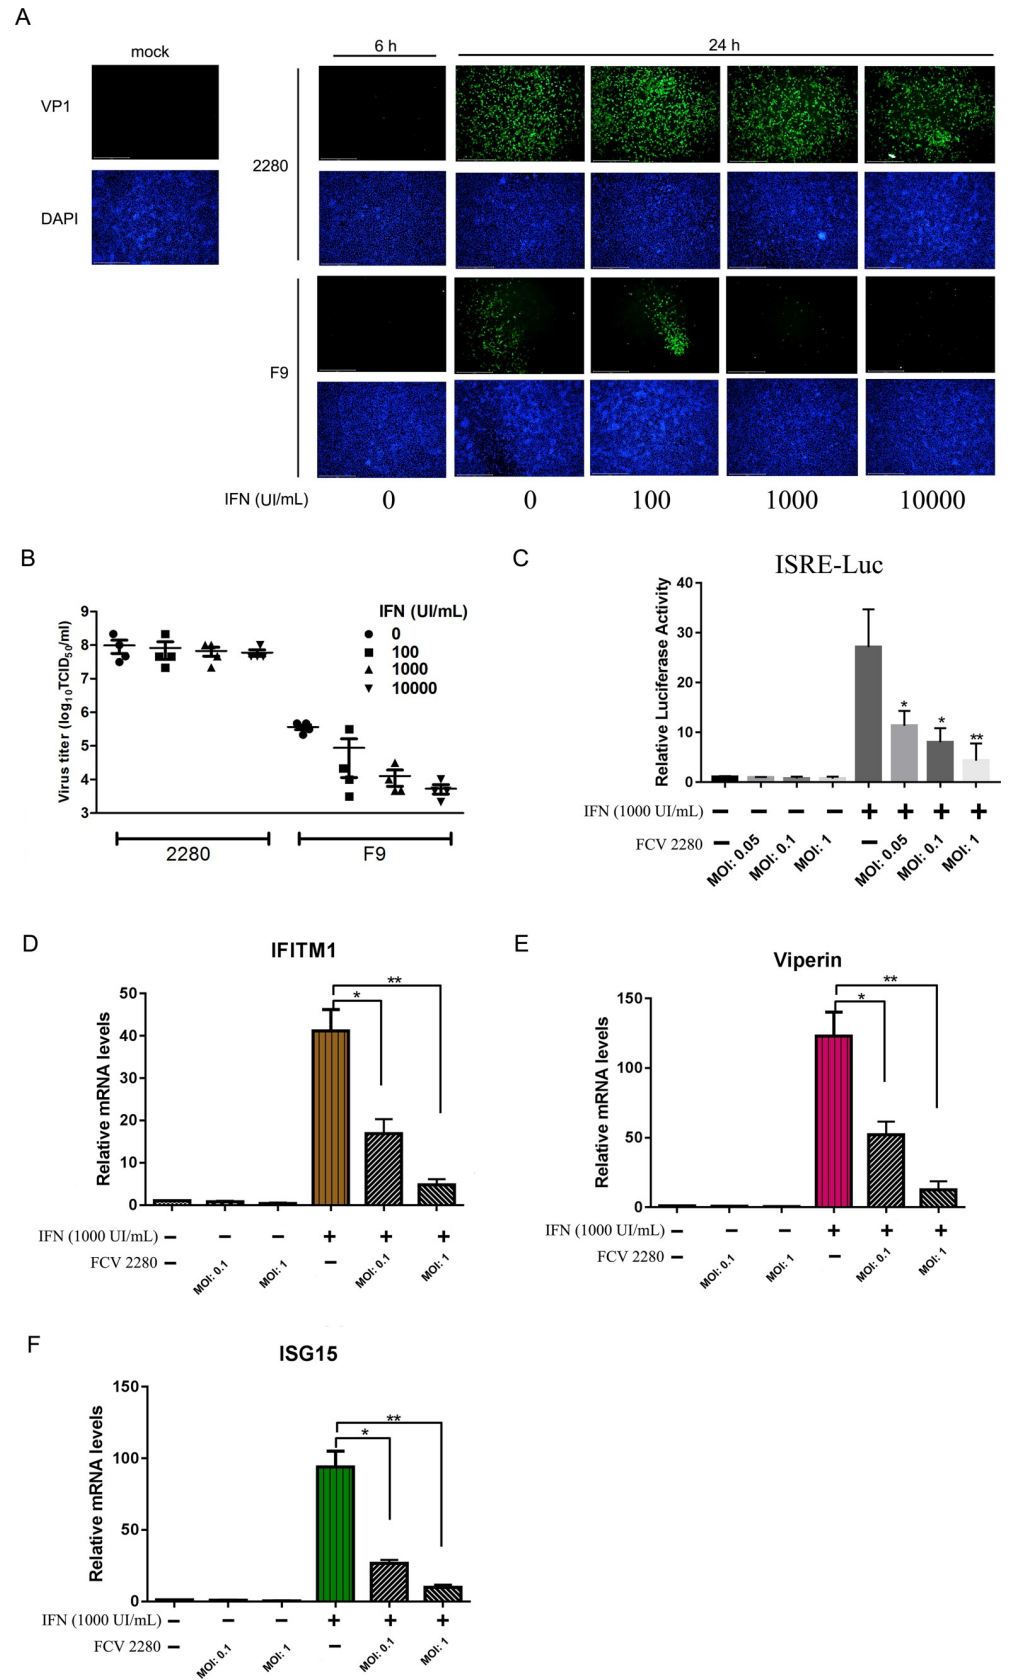 A
mock
6 h
24 h
VP1
2280
DAPI
F9
IFN (UI/mL)
0
0
100
1000
10000
B
IFN (UI/mL)
0
100
1000
10000
Virus titer (log10TCID50/ml)
9
8
7
6
5
4
3
2280
F9
C
ISRE-Luc
Relative Luciferase Activity
40
30
20
10
0
*
*
**
IFN (1000 UI/mL) − − − − + + + +
FCV 2280 − MOI: 0.05 MOI: 0.1 MOI: 1 − MOI: 0.05 MOI: 0.1 MOI: 1
D
IFITM1
Relative mRNA levels
50
40
30
20
10
0
**
*
IFN (1000 UI/mL) − − − + + +
FCV 2280 − MOI: 0.1 MOI: 1 − MOI: 0.1 MOI: 1
E
Viperin
Relative mRNA levels
150
100
50
0
**
*
IFN (1000 UI/mL) − − − + + +
FCV 2280 − MOI: 0.1 MOI: 1 − MOI: 0.1 MOI: 1
F
ISG15
Relative mRNA levels
150
100
50
0
**
*
IFN (1000 UI/mL) − − − + + +
FCV 2280 − MOI: 0.1 MOI: 1 − MOI: 0.1 MOI: 1